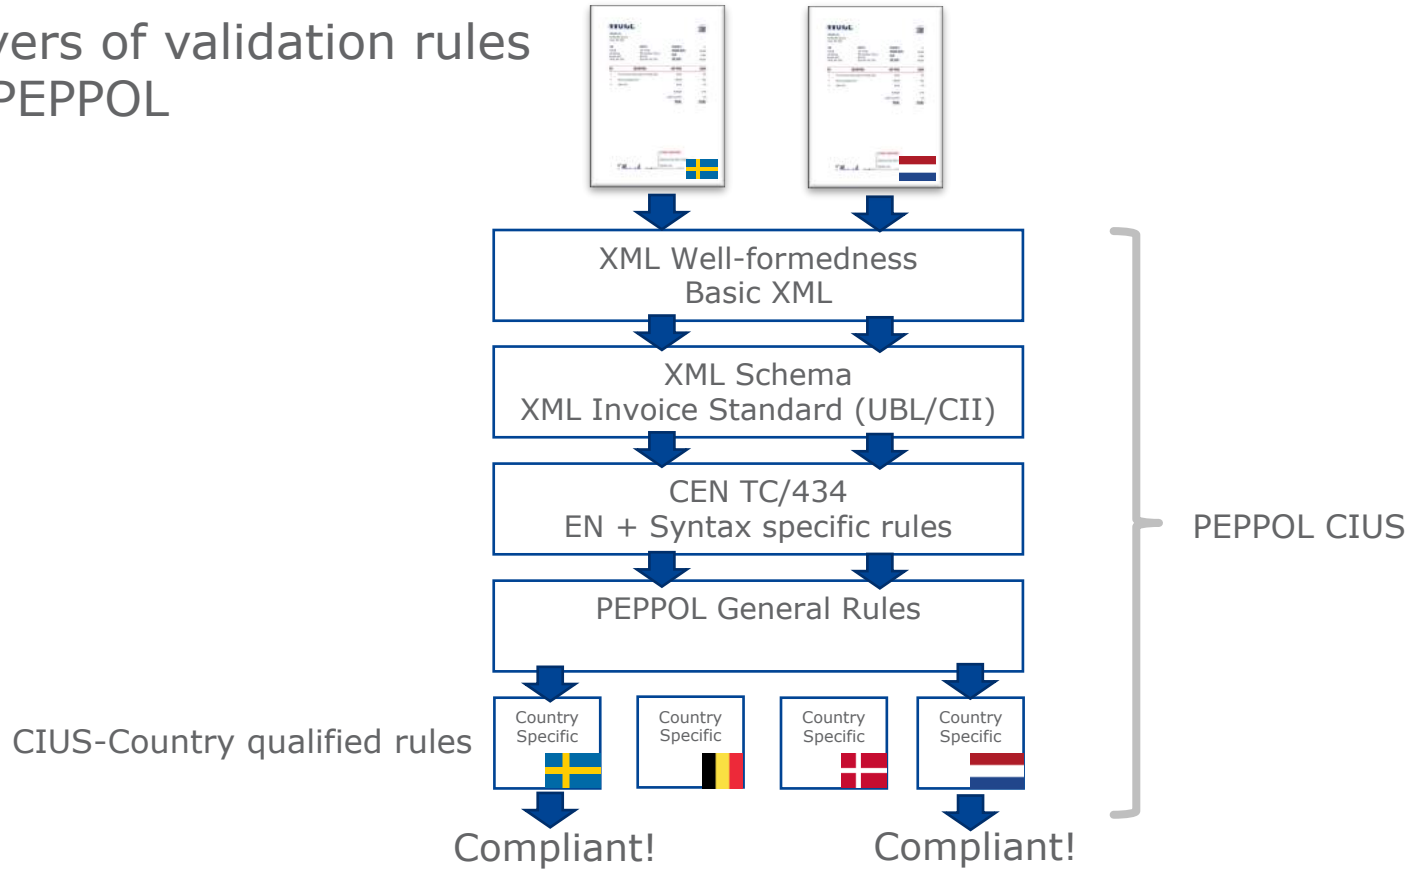 yers of validation rules
PEPPOL
XML Well-formedness
Basic XML
XML Schema
XML Invoice Standard (UBL/CII)
CEN TC/434
EN + Syntax specific rules
PEPPOL CIUS
PEPPOL General Rules
CIUS-Country qualified rules
Country
Specific
Country
Specific
Country
Specific
Country
Specific
Compliant!
Compliant!